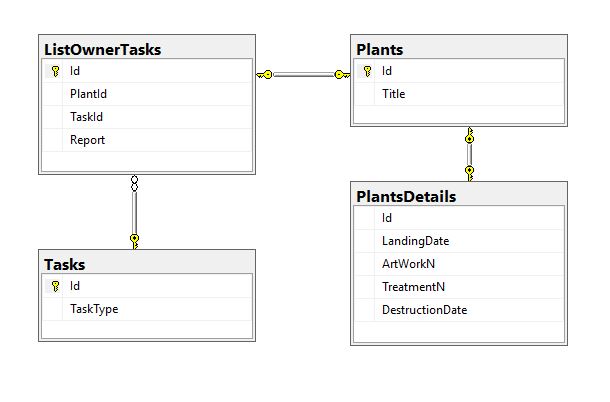 ListOwnerTasks
Id
PlantId
TaskId
Report
Plants
Id
Title
Tasks
Id
TaskType
PlantsDetails
Id
LandingDate
ArtWorkN
TreatmentN
DestructionDate